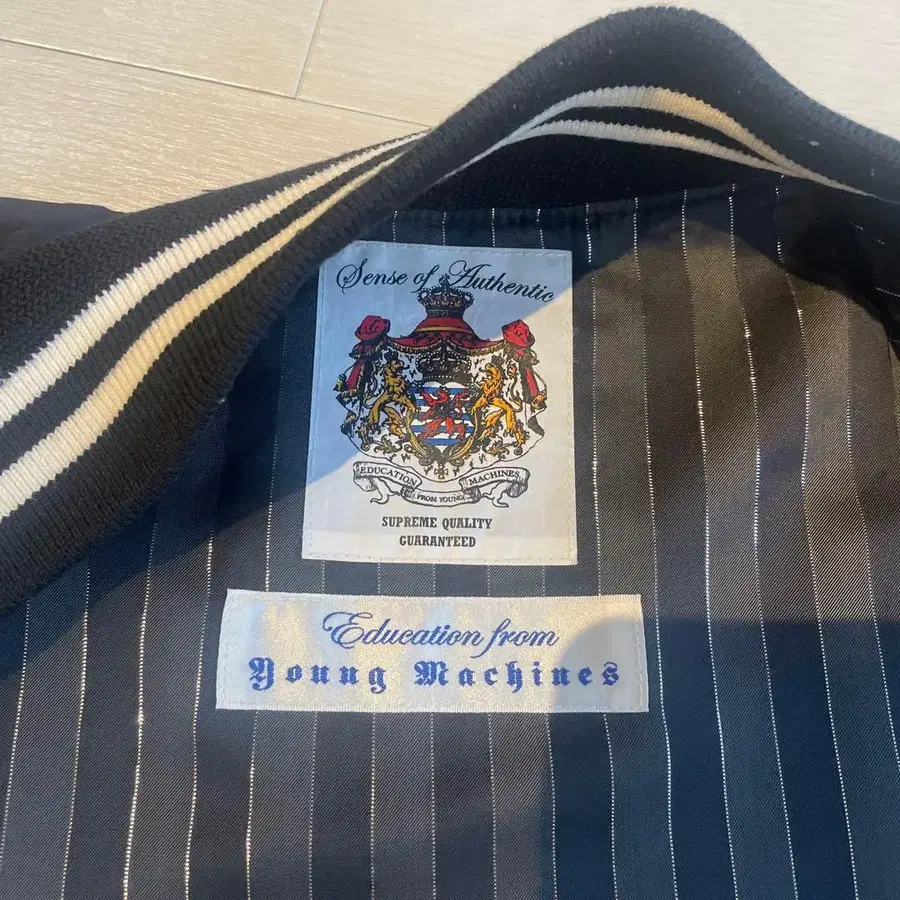 Sense of Authentic
EDUCATION FROM YOUNG MACHINES
SUPREME QUALITY
GUARANTEED
Education from
Young Machines